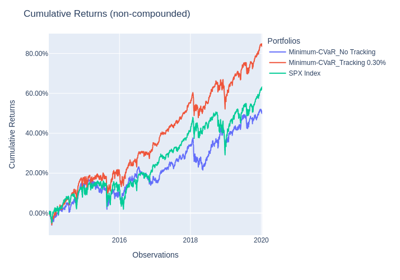 Cumulative Returns (non-compounded)
Portfolios
Minimum-CVaR_No Tracking
Minimum-CVaR_Tracking 0.30%
SPX Index
80.00%
60.00%
40.00%
20.00%
0.00%
Cumulative Returns
2016
2018
2020
Observations